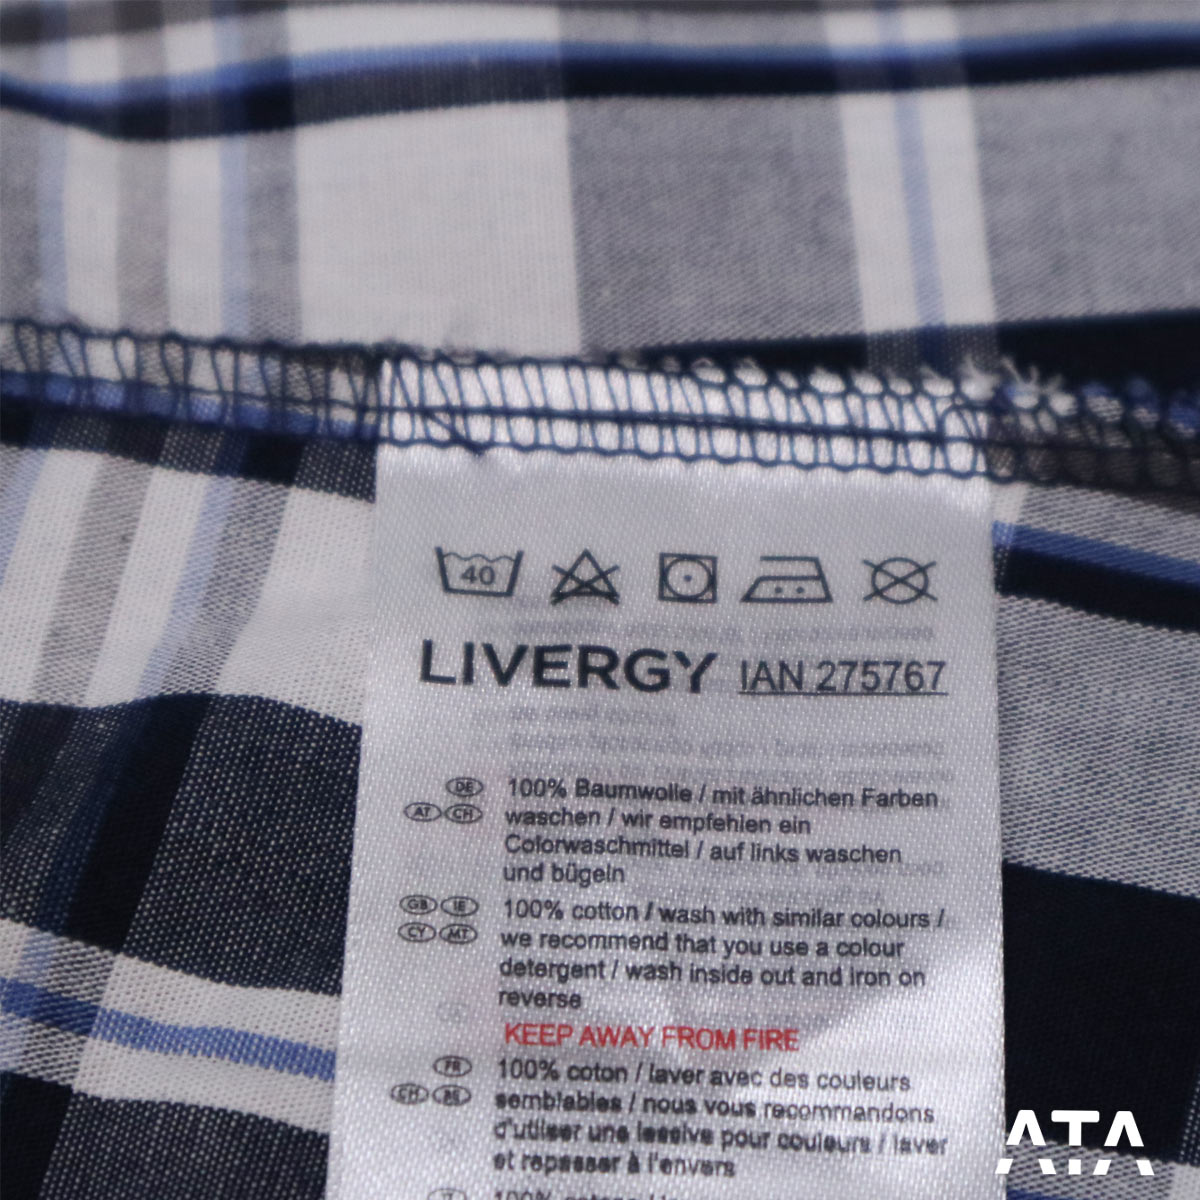 40
LIVERGY IAN 275767
DE 100% Baumwolle / mit ähnlichen Farben
AT CH waschen / wir empfehlen ein
Colorwaschmittel / auf links waschen
und bügeln
GB IE 100% cotton / wash with similar colours /
CY MT we recommend that you use a colour
detergent / wash inside out and iron on
reverse
KEEP AWAY FROM FIRE
FR 100% coton / laver avec des couleurs
CH BE semblables / nous vous recommandons
d'utiliser une lessive pour couleurs / laver
et repasser à l'envers
100%
ATA